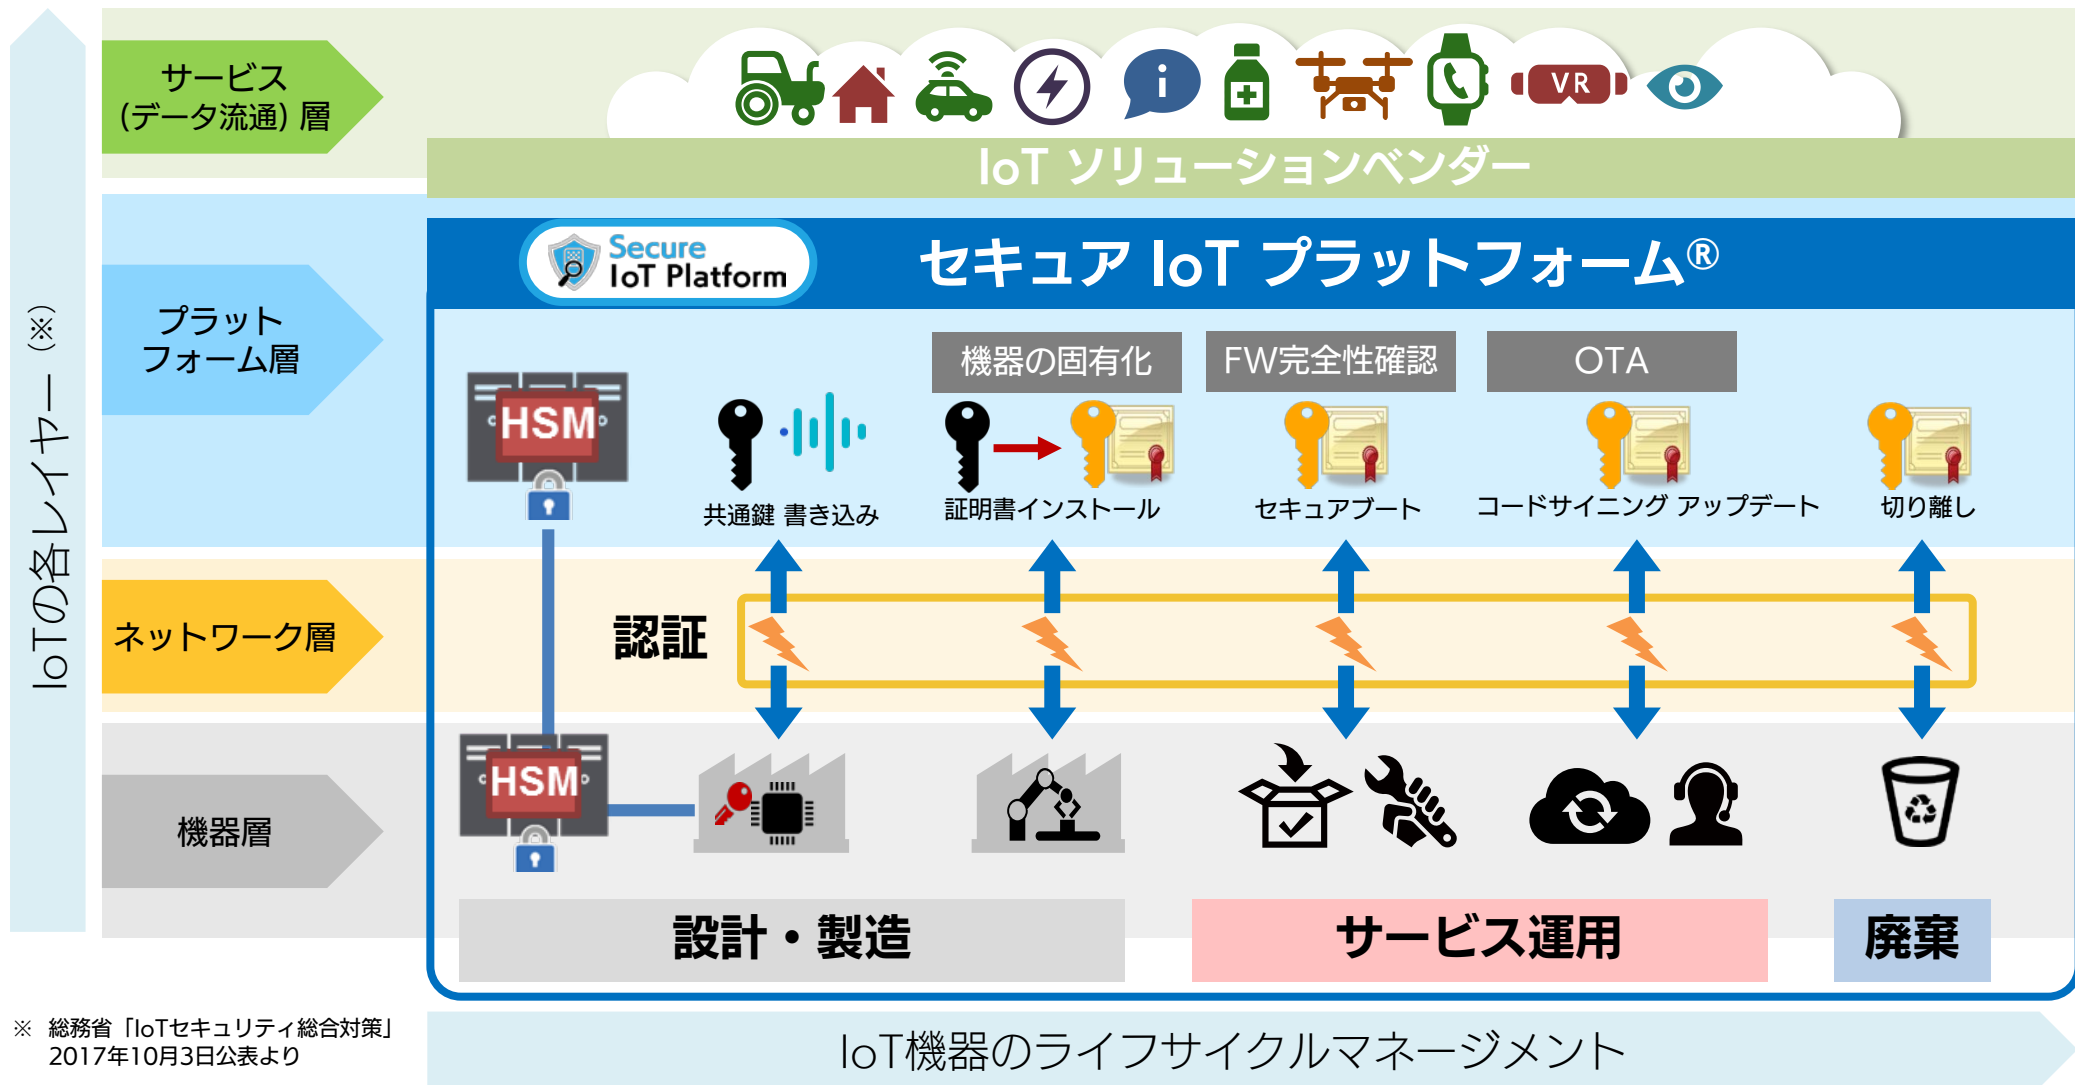 サービス
(データ流通)層
IoT ソリューションベンダー
VR
i
Secure
IoT Platform
セキュア IoT プラットフォーム®
プラット
フォーム層
機器の固有化
FW完全性確認
OTA
HSM
共通鍵 書き込み
証明書インストール
セキュアブート
コードサイニング アップデート
切り離し
IoTの各レイヤー(※)
ネットワーク層
認証
機器層
HSM
設計・製造
サービス運用
廃棄
※ 総務省「IoTセキュリティ総合対策」
2017年10月3日公表より
IoT機器のライフサイクルマネージメント